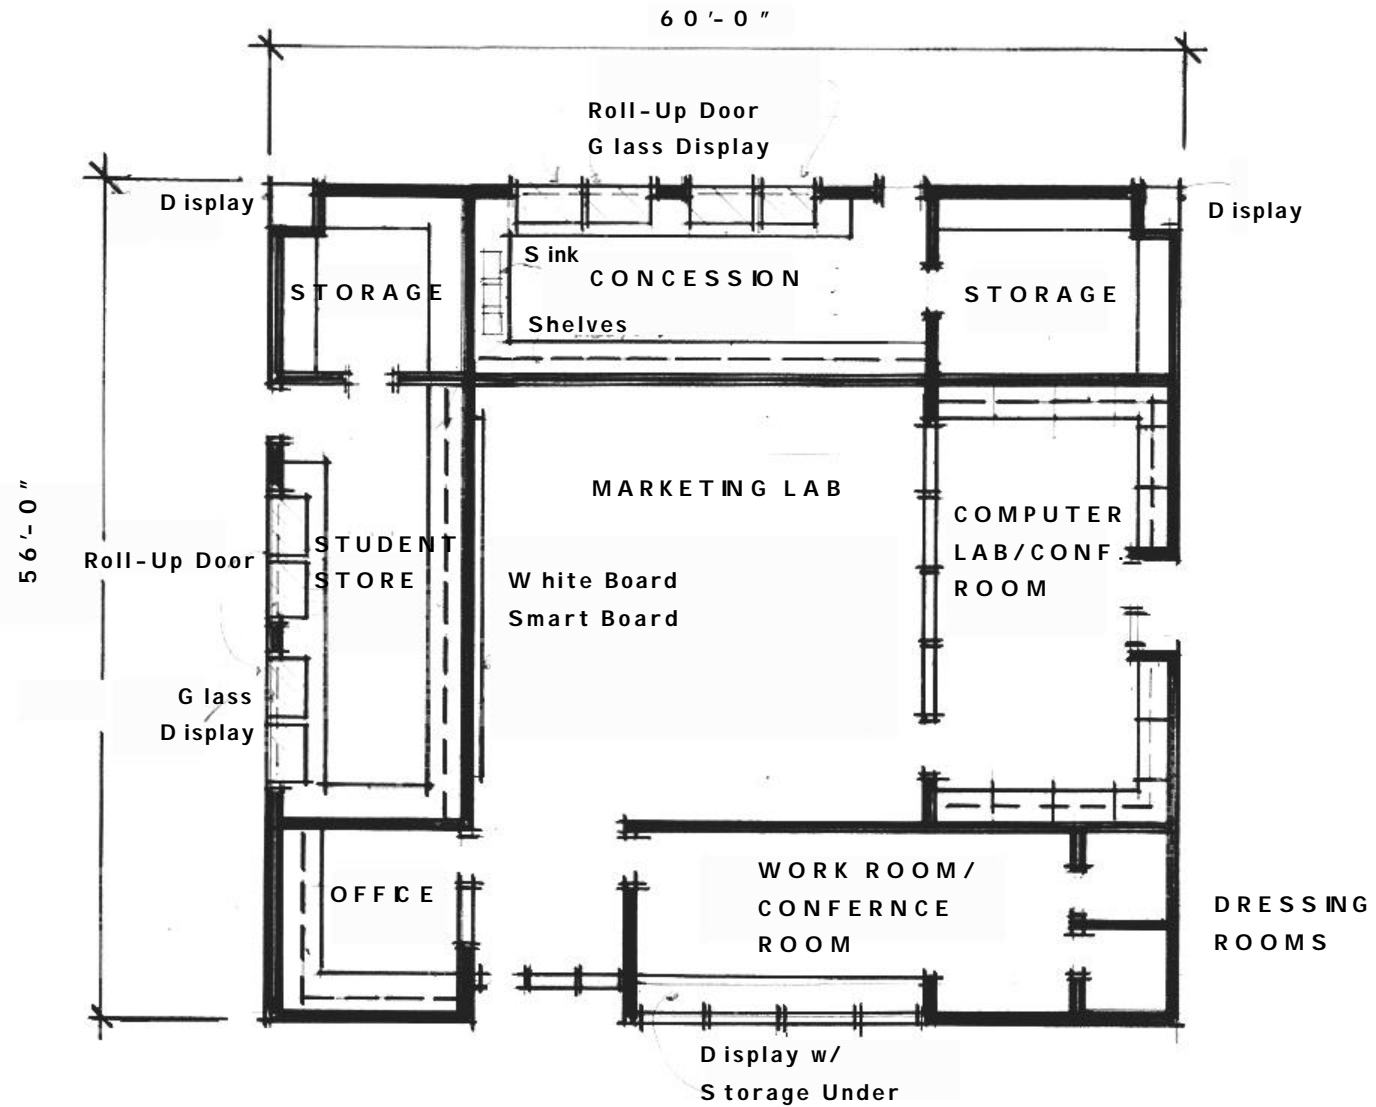 60'-0"
Roll-Up Door
Glass Display
Display
Display
Sink
CONCESSION
STORAGE
STORAGE
Shelves
MARKETING LAB
COMPUTER
LAB/CONF.
ROOM
56'-0"
STUDENT
STORE
Roll-Up Door
White Board
Smart Board
Glass
Display
WORK ROOM/
CONFERNCE
ROOM
OFFICE
DRESSING
ROOMS
Display w/
Storage Under